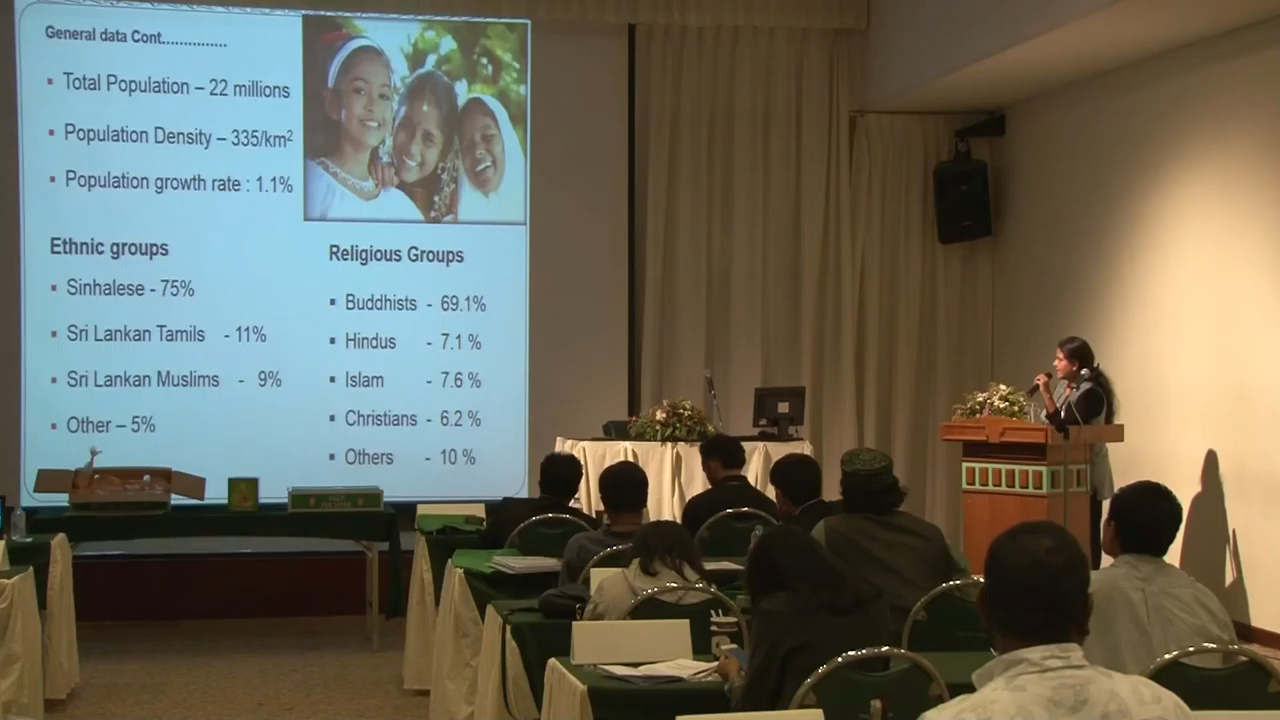 General data Cont...............
▪ Total Population – 22 millions
▪ Population Density – 335/km²
▪ Population growth rate : 1.1%
Ethnic groups
▪ Sinhalese - 75%
▪ Sri Lankan Tamils - 11%
▪ Sri Lankan Muslims - 9%
▪ Other – 5%
Religious Groups
▪ Buddhists - 69.1%
▪ Hindus - 7.1 %
▪ Islam - 7.6 %
▪ Christians - 6.2 %
▪ Others - 10 %